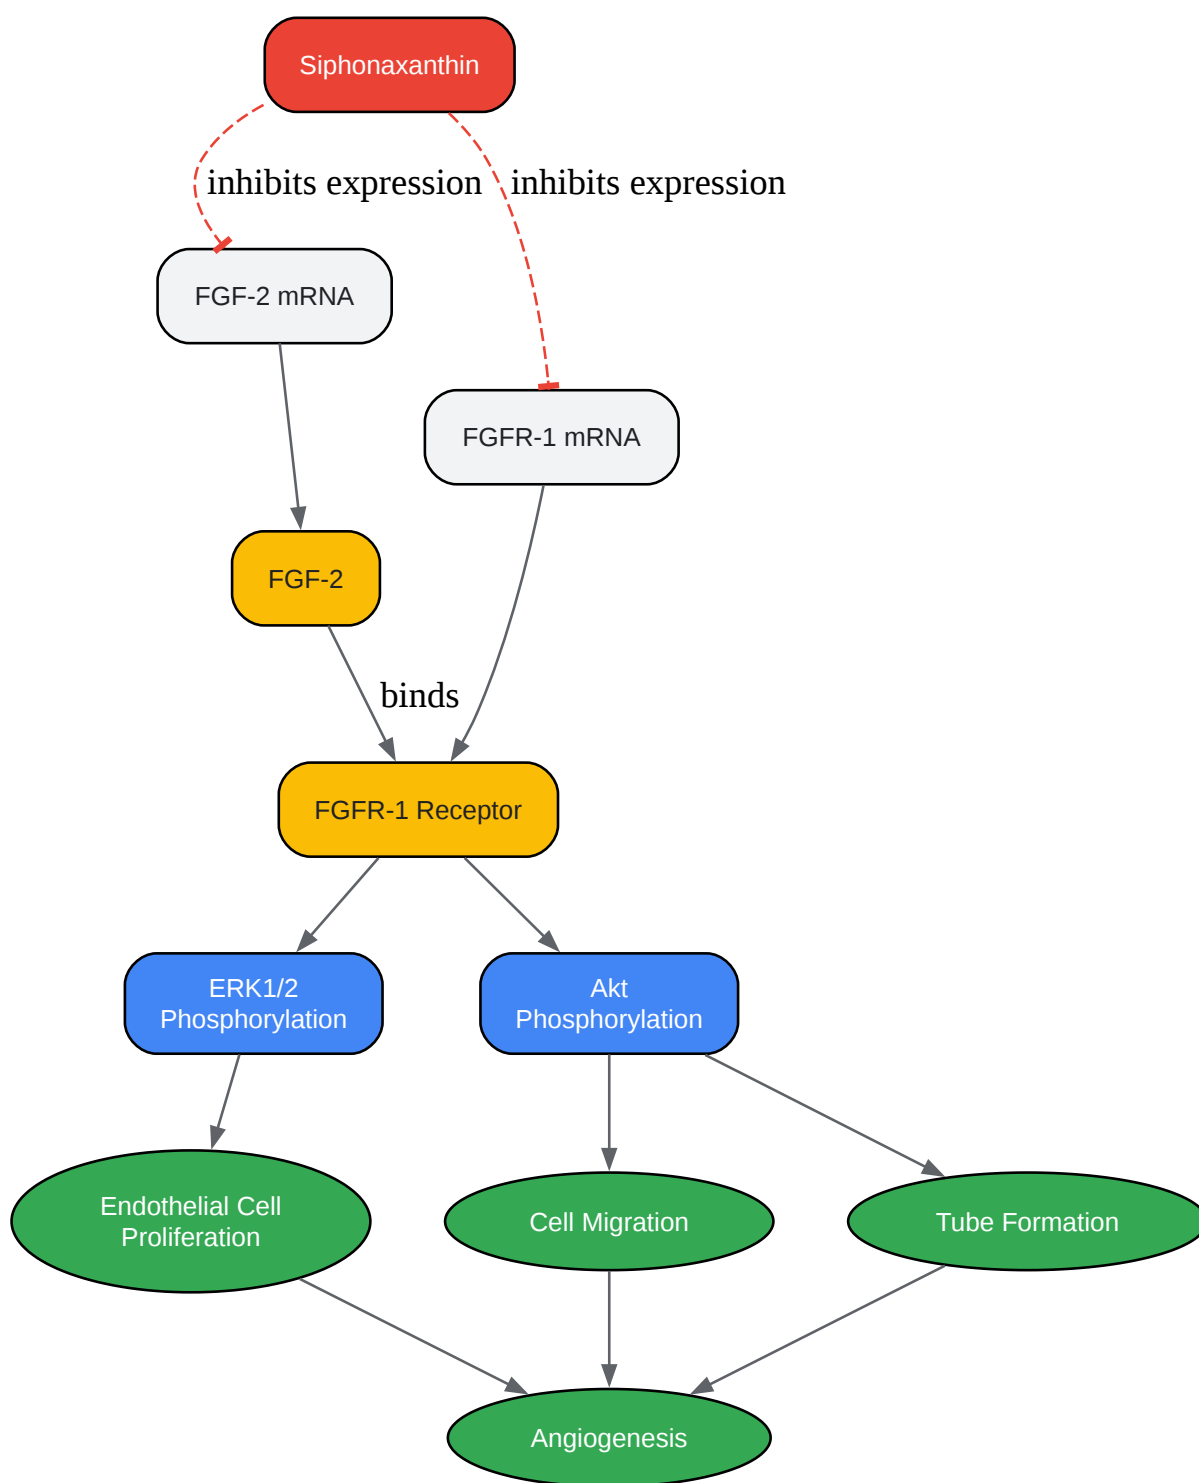 Siphonaxanthin
inhibits expression
inhibits expression
FGF-2 mRNA
FGFR-1 mRNA
FGF-2
binds
FGFR-1 Receptor
ERK1/2
Phosphorylation
Akt
Phosphorylation
Endothelial Cell
Proliferation
Cell Migration
Tube Formation
Angiogenesis